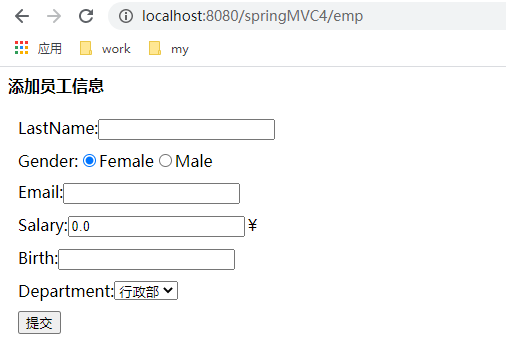 localhost:8080/springMVC4/emp
应用 work my
添加员工信息
LastName:
Gender: Female Male
Email:
Salary: 0.0 ¥
Birth:
Department: 行政部
提交